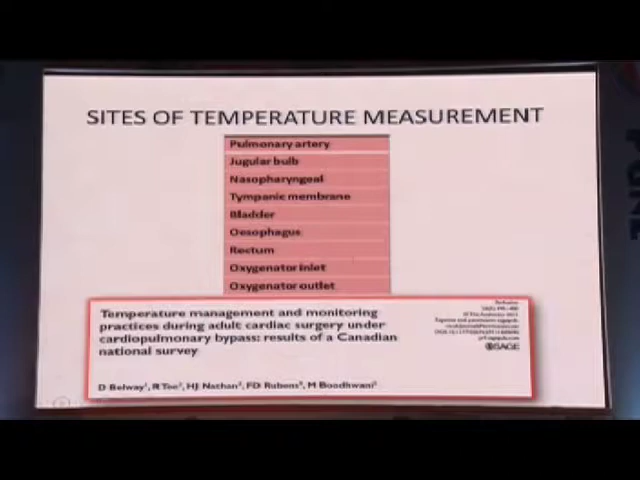 SITES OF TEMPERATURE MEASUREMENT
Pulmonary artery
Jugular bulb
Nasopharyngeal
Tympanic membrane
Bladder
Oesophagus
Rectum
Oxygenator inlet
Oxygenator outlet
Temperature management and monitoring
practices during adult cardiac surgery under
cardiopulmonary bypass: results of a Canadian
national survey
D Belway, R Tee, HJ Nathan, FD Rubens, M Boodhwani
SAGE